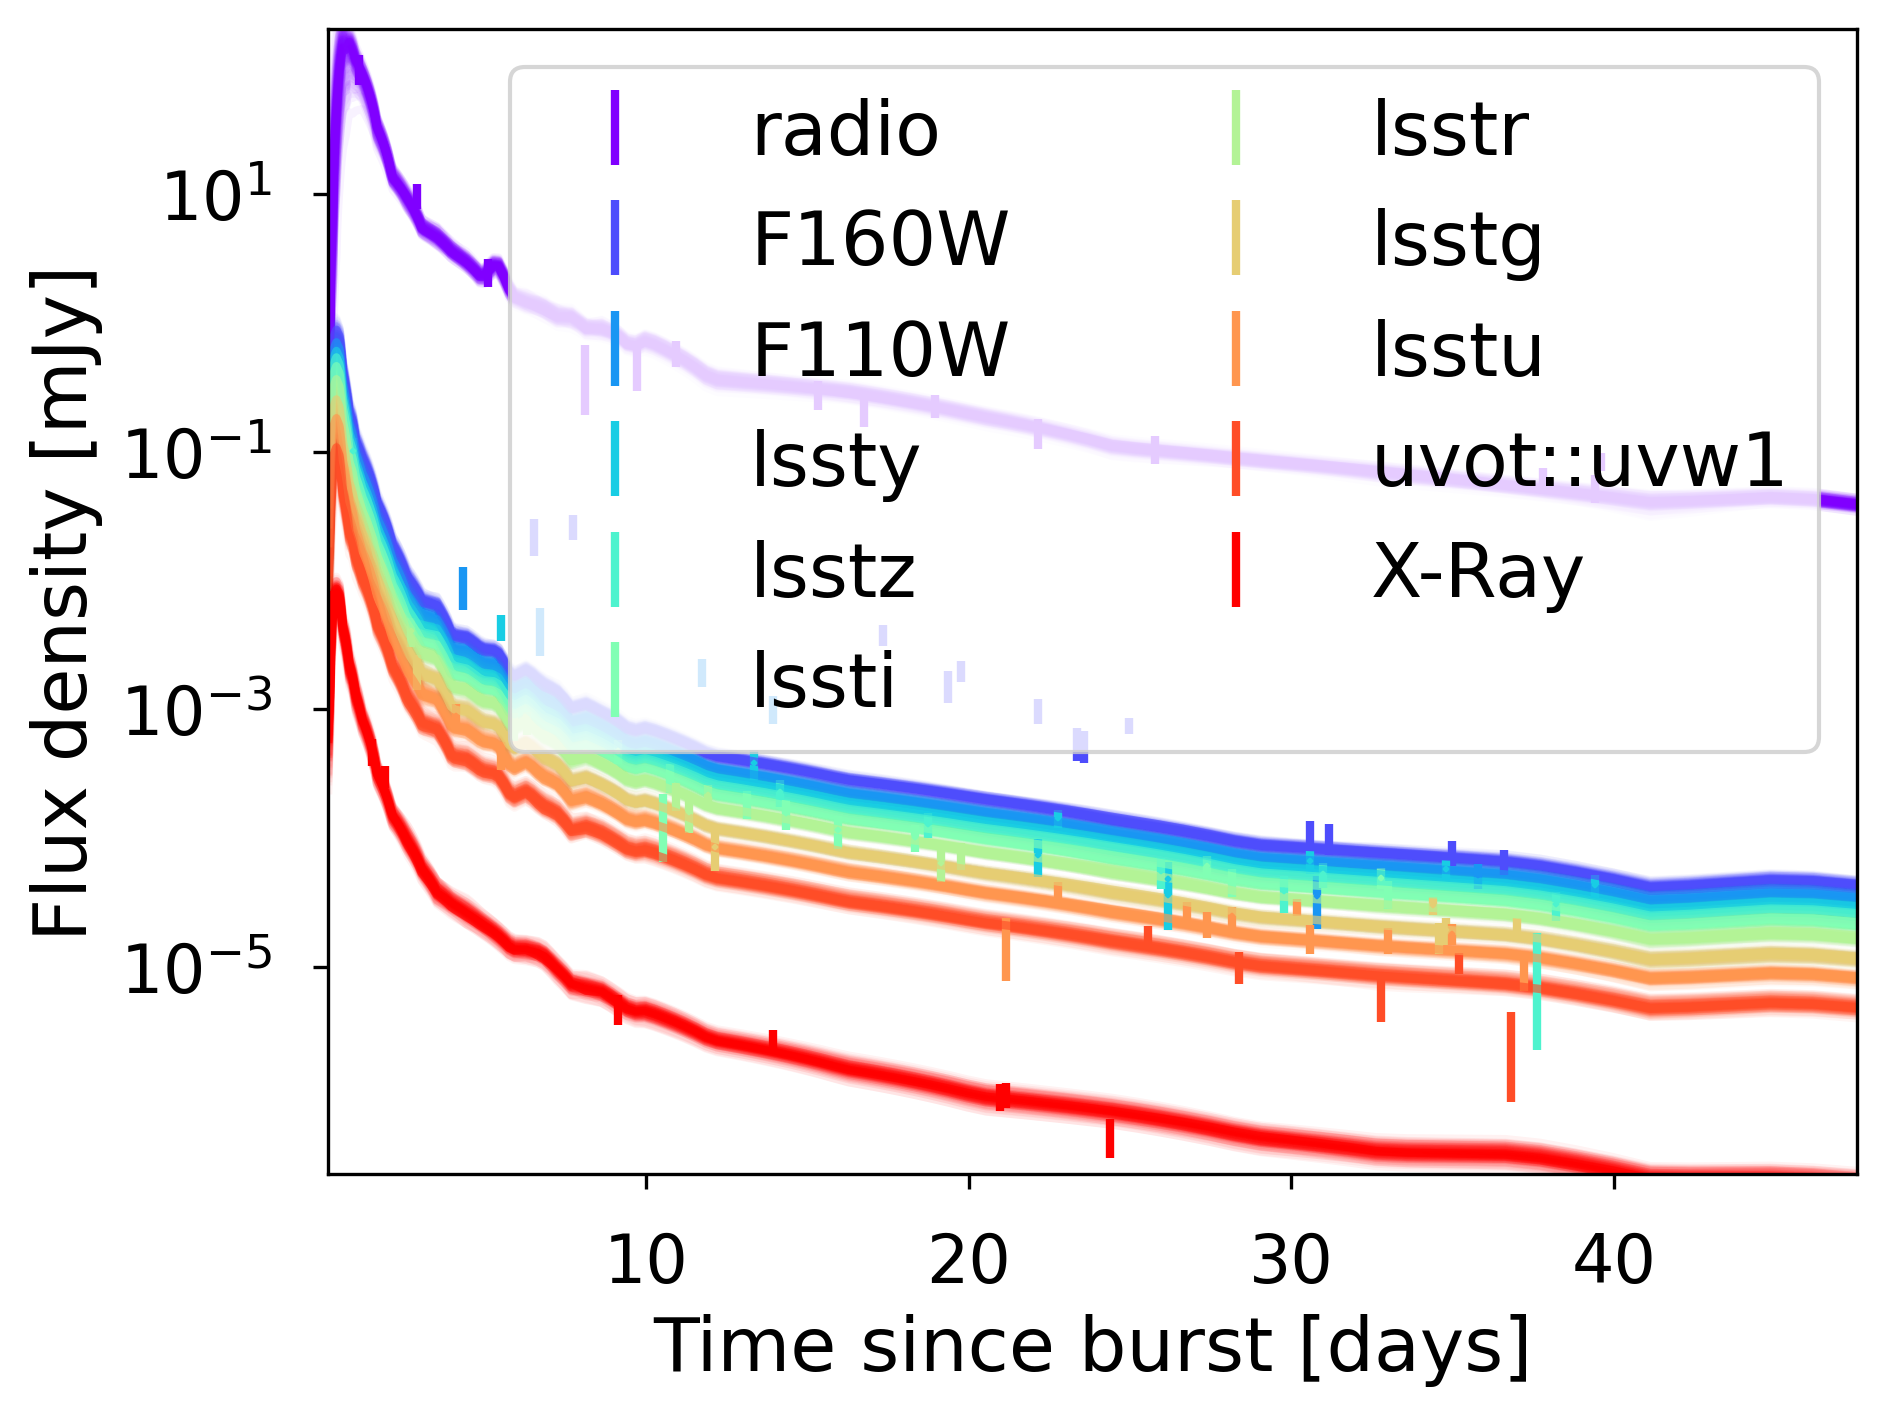 Flux density [mJy]
10¹
10⁻¹
10⁻³
10⁻⁵
radio
F160W
F110W
lssty
lsstz
lssti
lsstr
lsstg
lsstu
uvot::uvw1
X-Ray
10 20 30 40
Time since burst [days]